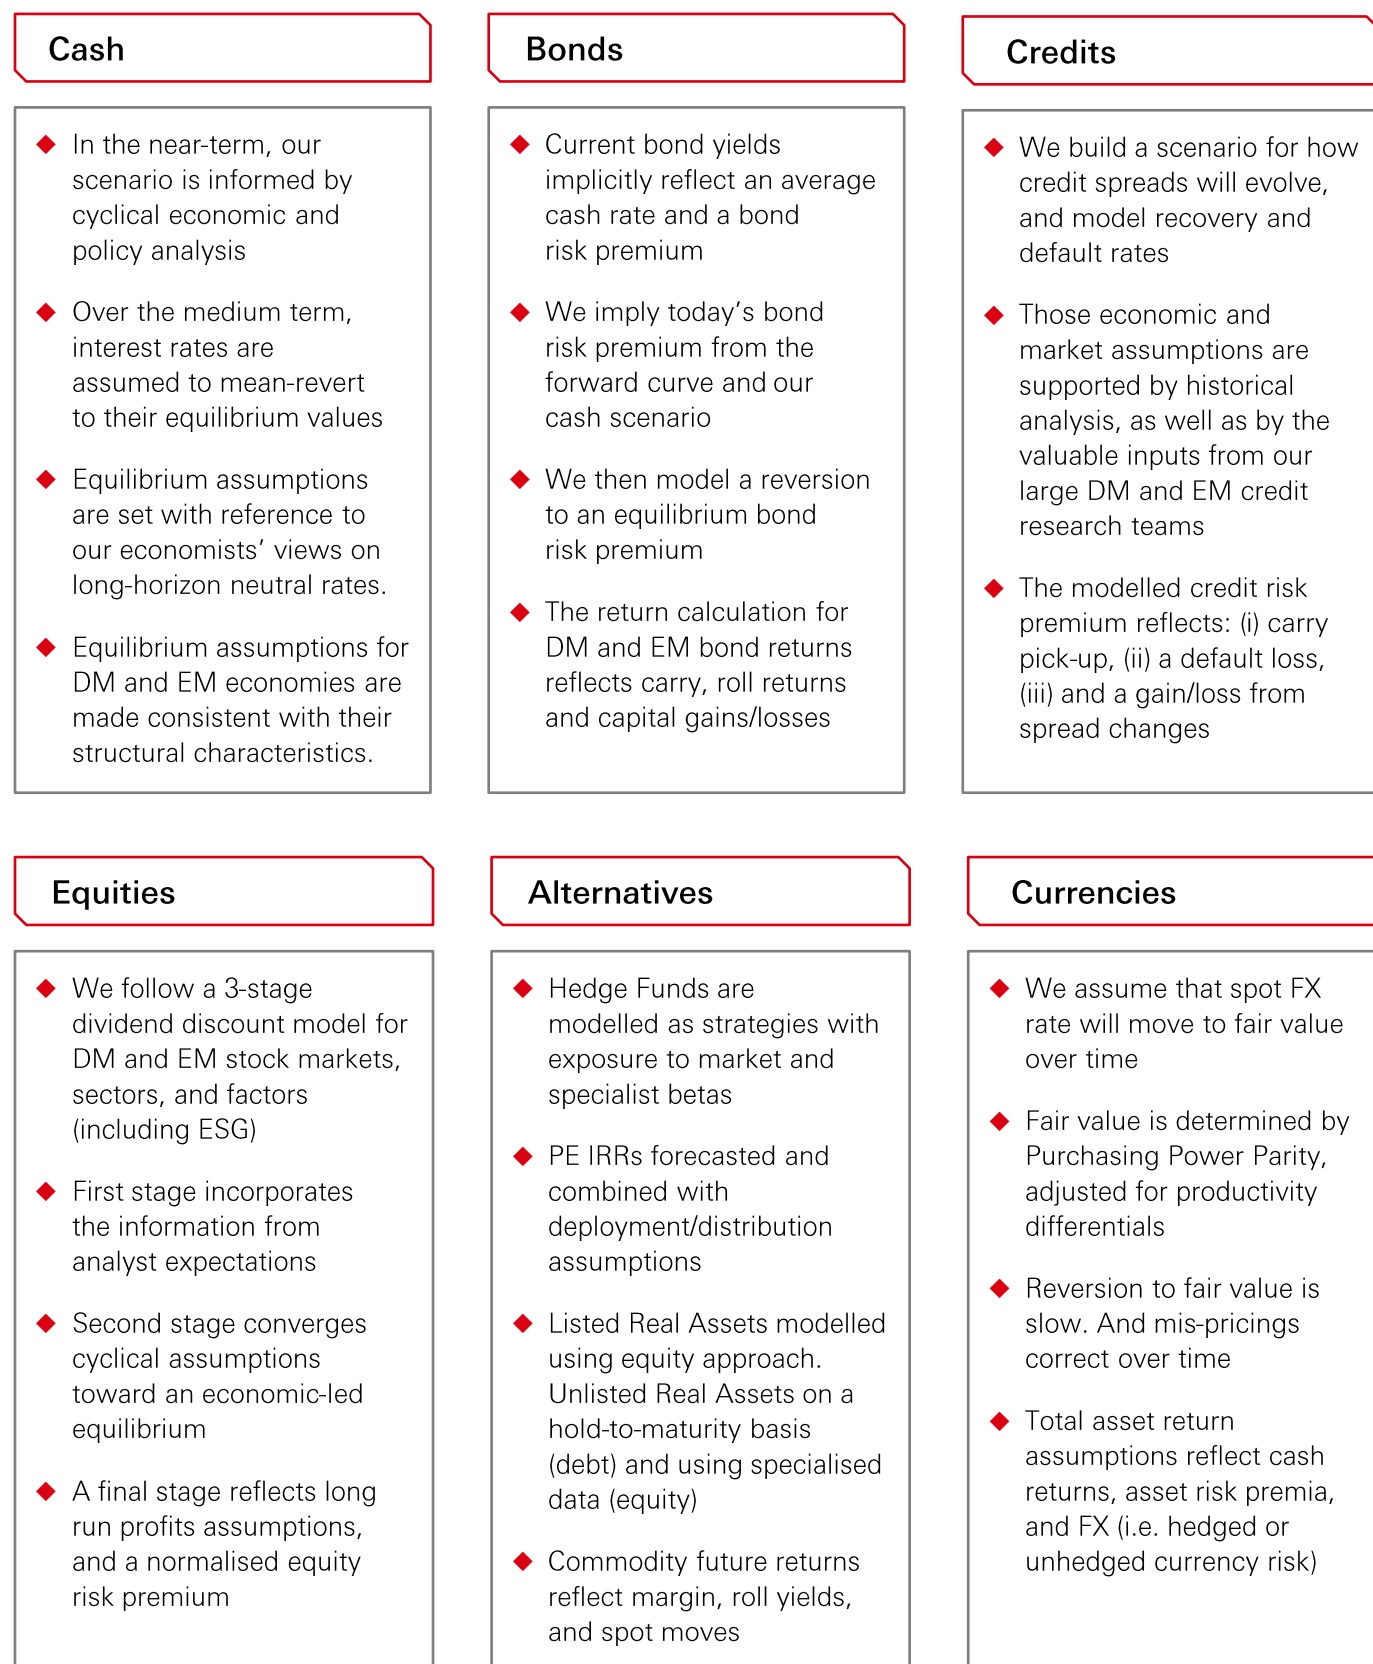 Cash
In the near-term, our
scenario is informed by
cyclical economic and
policy analysis
Over the medium term,
interest rates are
assumed to mean-revert
to their equilibrium values
Equilibrium assumptions
are set with reference to
our economists’ views on
long-horizon neutral rates.
Equilibrium assumptions for
DM and EM economies are
made consistent with their
structural characteristics.
Bonds
Current bond yields
implicitly reflect an average
cash rate and a bond
risk premium
We imply today’s bond
risk premium from the
forward curve and our
cash scenario
We then model a reversion
to an equilibrium bond
risk premium
The return calculation for
DM and EM bond returns
reflects carry, roll returns
and capital gains/losses
Credits
We build a scenario for how
credit spreads will evolve,
and model recovery and
default rates
Those economic and
market assumptions are
supported by historical
analysis, as well as by the
valuable inputs from our
large DM and EM credit
research teams
The modelled credit risk
premium reflects: (i) carry
pick-up, (ii) a default loss,
(iii) and a gain/loss from
spread changes
Equities
We follow a 3-stage
dividend discount model for
DM and EM stock markets,
sectors, and factors
(including ESG)
First stage incorporates
the information from
analyst expectations
Second stage converges
cyclical assumptions
toward an economic-led
equilibrium
A final stage reflects long
run profits assumptions,
and a normalised equity
risk premium
Alternatives
Hedge Funds are
modelled as strategies with
exposure to market and
specialist betas
PE IRRs forecasted and
combined with
deployment/distribution
assumptions
Listed Real Assets modelled
using equity approach.
Unlisted Real Assets on a
hold-to-maturity basis
(debt) and using specialised
data (equity)
Commodity future returns
reflect margin, roll yields,
and spot moves
Currencies
We assume that spot FX
rate will move to fair value
over time
Fair value is determined by
Purchasing Power Parity,
adjusted for productivity
differentials
Reversion to fair value is
slow. And mis-pricings
correct over time
Total asset return
assumptions reflect cash
returns, asset risk premia,
and FX (i.e. hedged or
unhedged currency risk)